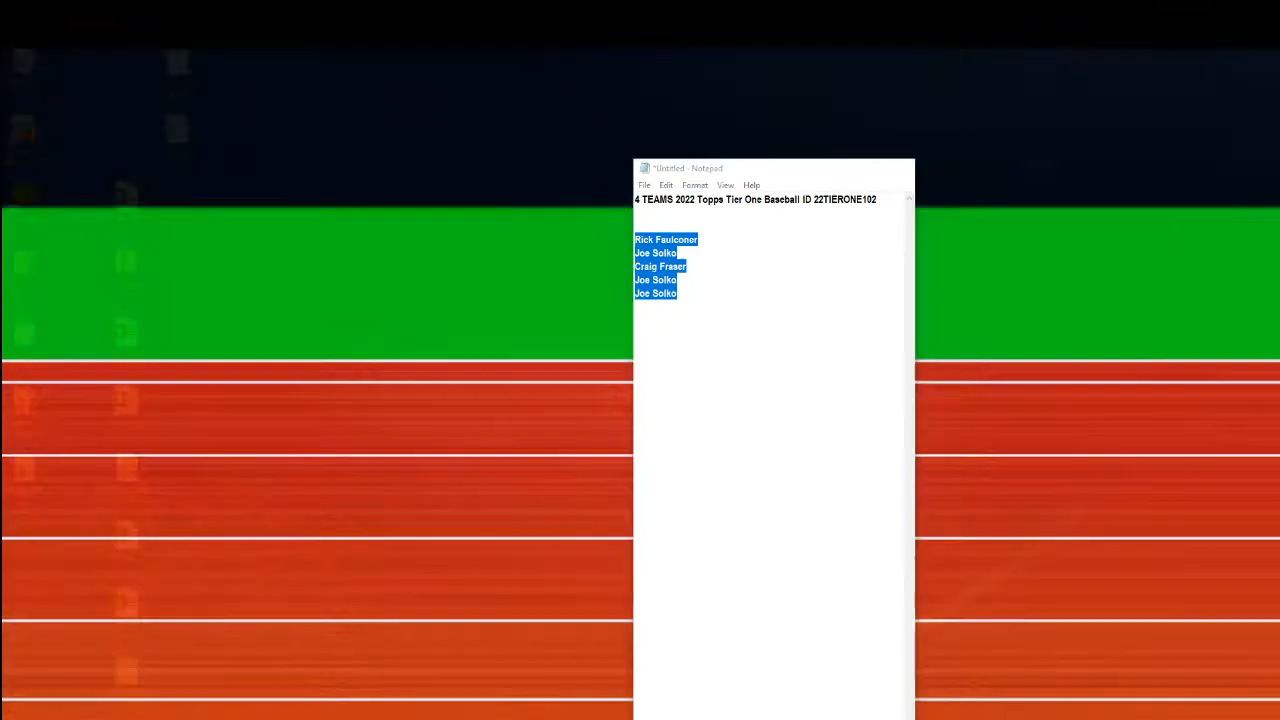 *Untitled - Notepad
File Edit Format View Help
4 TEAMS 2022 Topps Tier One Baseball ID 22TIERONE102
Rick Faulconer
Joe Solko
Craig Fraser
Joe Solko
Joe Solko